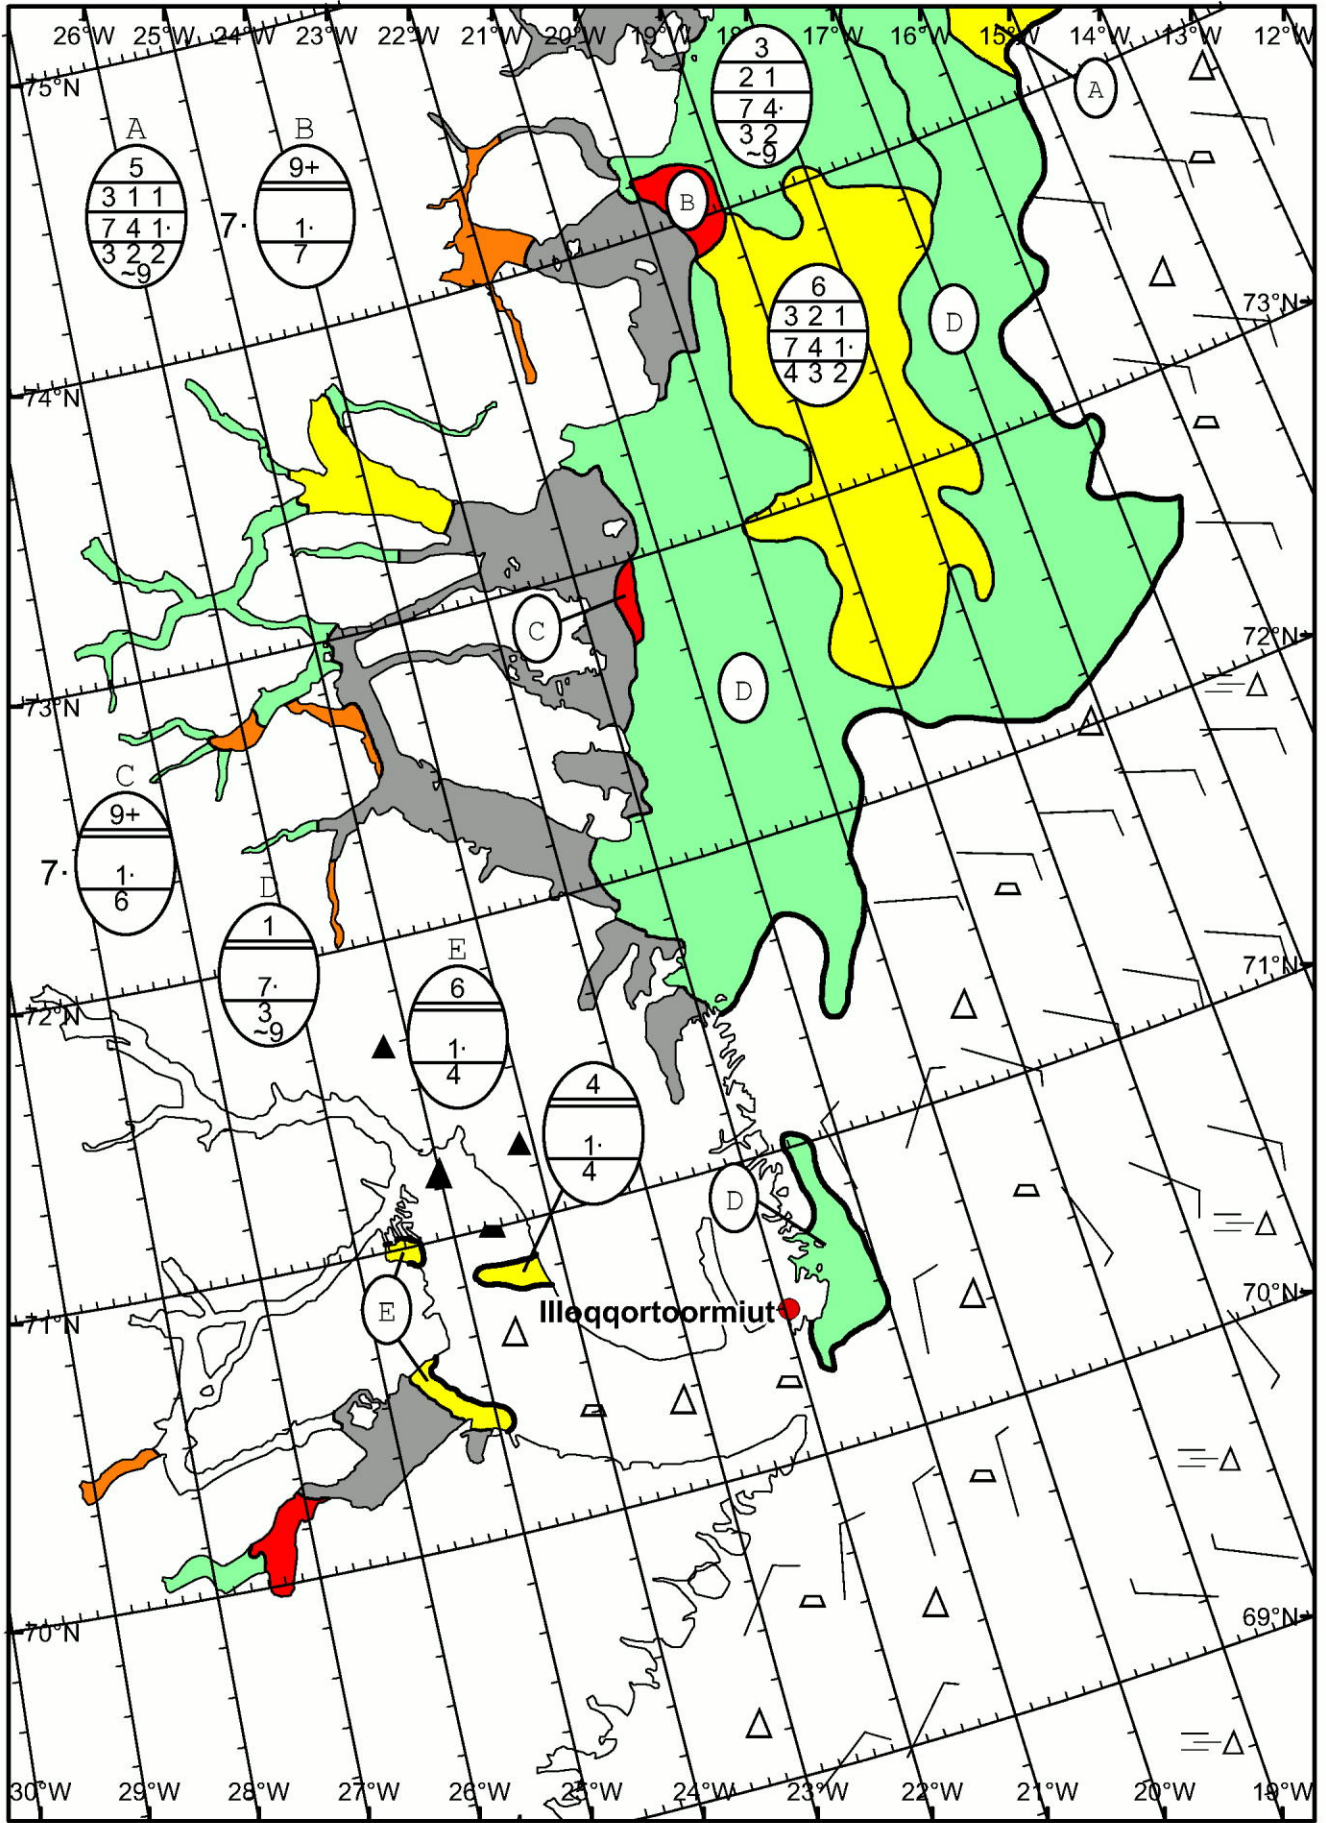 26°W 25°W 24°W 23°W 22°W 21°W 20°W 19°W 18°W 17°W 16°W 15°W 14°W 13°W 12°W
75°N
3
2 1
7 4·
3 2
~9
A
A
5
3 1 1
7 4 1·
3 2 2
~9
B
9+
7·
1·
7
B
6
3 2 1
7 4 1·
4 3 2
D
73°N
74°N
C
72°N
D
73°N
C
9+
7·
1·
6
D
1
7·
3
~9
E
6
1·
4
71°N
72°N
4
1·
4
D
70°N
E
Illoqqortoormiut
71°N
69°N
70°N
30°W 29°W 28°W 27°W 26°W 25°W 24°W 23°W 22°W 21°W 20°W 19°W